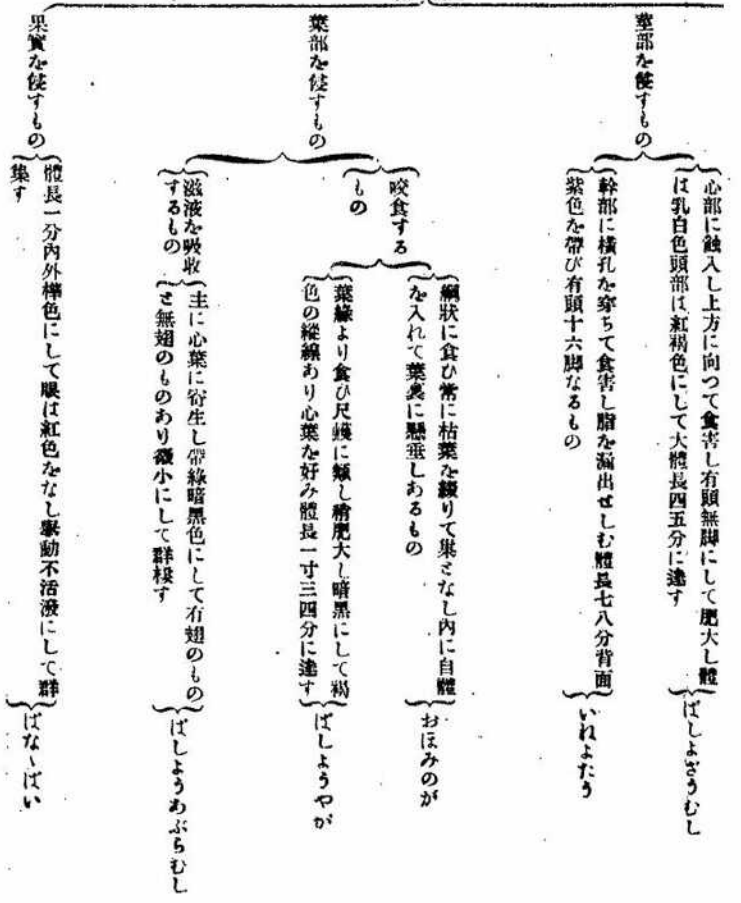 莖部を侵すもの
心部に蝕入し上方に向つて食害し有頭無脚にして肥大し體
は乳白色頭部は紅褐色にして大體長四五分に達す
ばしよざうむし
幹部に橫孔を穿ちて食害し脂を漏出せしむ體長七八分背面
紫色を帶び有頭十六脚なるもの
いねよたう
葉部を侵すもの
咬食する
もの
網狀に食ひ常に枯葉を綴りて巢となし內に自體
を入れて葉裏に懸垂しあるもの
おほみのが
葉緣より食ひ尺蠖に類し稍肥大し暗黑にして褐
色の縱線あり心葉を好み體長一寸三四分に達す
ばしようやが
滋液を吸收
するもの
主に心葉に寄生し帶綠暗黑色にして有翅のもの
と無翅のものあり微小にして群棲す
ばしようあぶらむし
果實を侵すもの
體長一分內外樺色にして眼は紅色をなし擧動不活潑にして群
集す
ばなゝばい